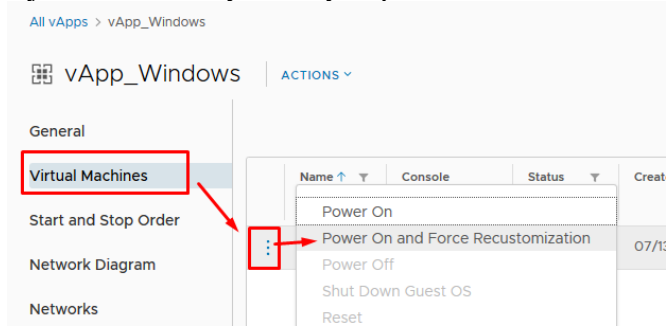 All vApps > vApp_Windows
vApp_Windows
ACTIONS
General
Virtual Machines
Name Console Status
Start and Stop Order
Power On
Power On and Force Recustomization 07/13
Network Diagram
Power Off
Shut Down Guest OS
Networks
Reset